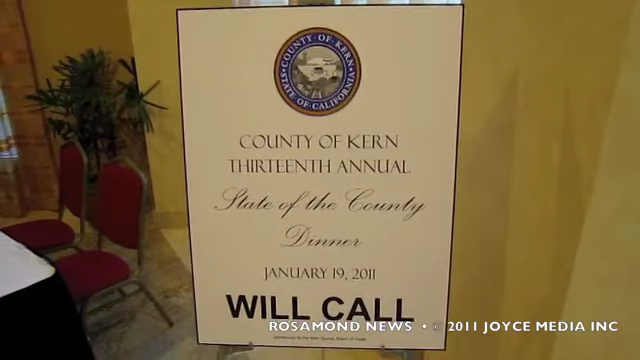 COUNTY OF KERN
STATE OF CALIFORNIA
COUNTY OF KERN
THIRTEENTH ANNUAL
State of the County
Dinner
JANUARY 19, 2011
WILL CALL
ROSAMOND NEWS • © 2011 JOYCE MEDIA INC